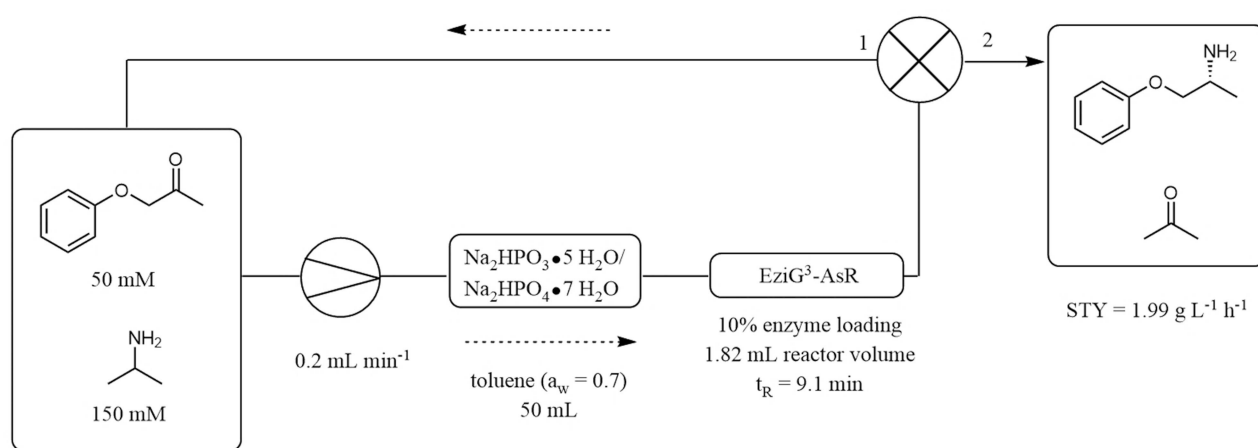 1
2
NH₂
O
O
O
O
50 mM
NH₂
150 mM
0.2 mL min⁻¹
Na₂HPO₃•5 H₂O/
Na₂HPO₄•7 H₂O
toluene (aw = 0.7)
50 mL
EziG³-AsR
10% enzyme loading
1.82 mL reactor volume
tR = 9.1 min
O
STY = 1.99 g L⁻¹ h⁻¹